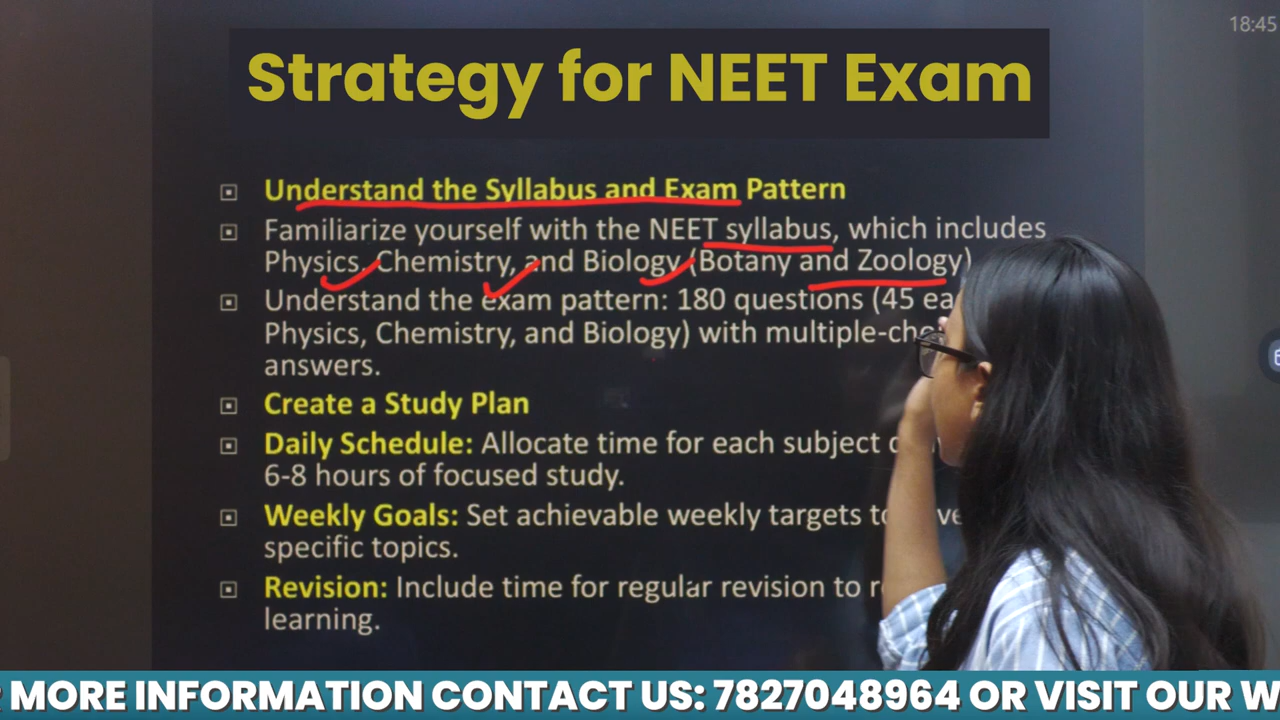 18:45
Strategy for NEET Exam
Understand the Syllabus and Exam Pattern
Familiarize yourself with the NEET syllabus, which includes
Physics, Chemistry, and Biology (Botany and Zoology)
Understand the exam pattern: 180 questions (45
Physics, Chemistry, and Biology) with
answers.
Create a Study Plan
Daily Schedule: Allocate time for each subject
6-8 hours of focused study.
Weekly Goals: Set achievable weekly targets
specific topics.
Revision: Include time for regular revision to
learning.
MORE INFORMATION CONTACT US: 7827048964 OR VISIT OUR W